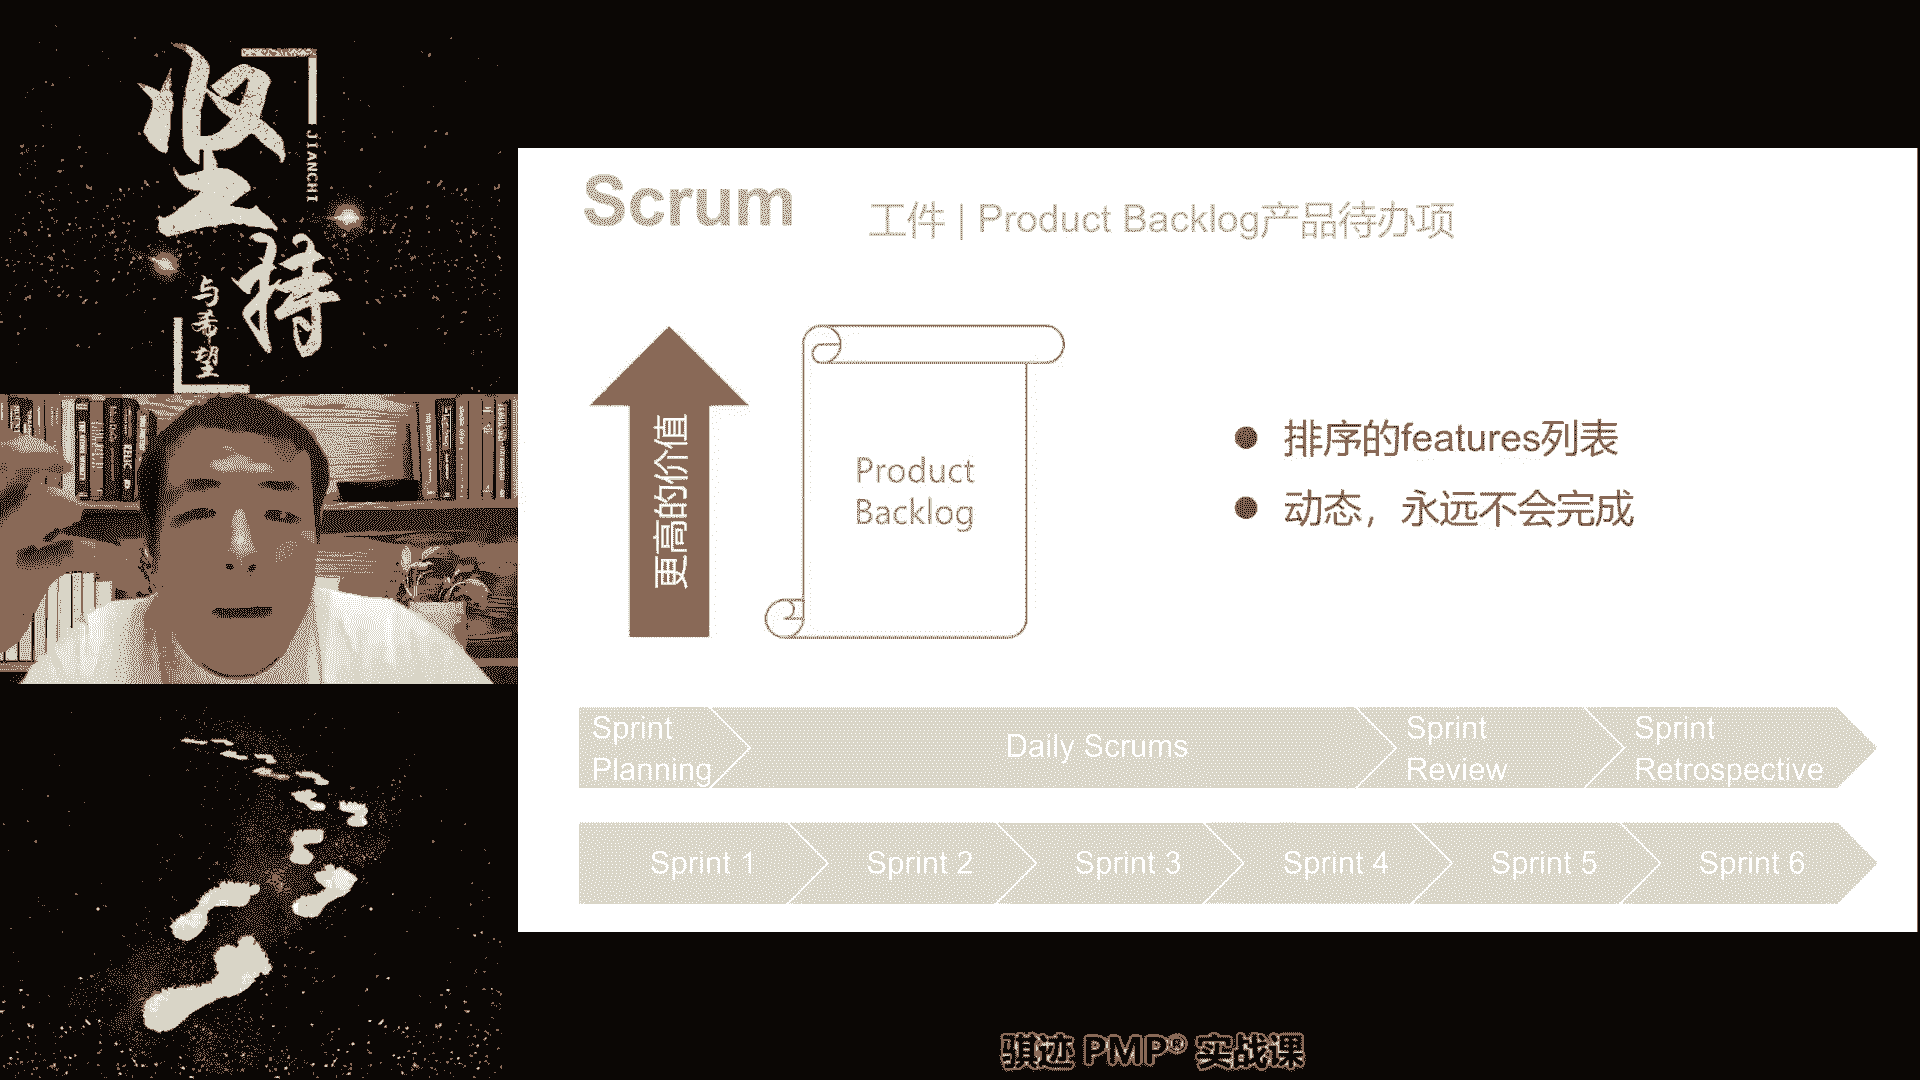 坚持
JIANCHI
与希望
Scrum
工件 | Product Backlog产品待办项
更高的价值
Product
Backlog
排序的features列表
动态，永远不会完成
Sprint
Planning
Daily Scrums
Sprint
Review
Sprint
Retrospective
Sprint 1
Sprint 2
Sprint 3
Sprint 4
Sprint 5
Sprint 6
骐迹 PMP® 实战课